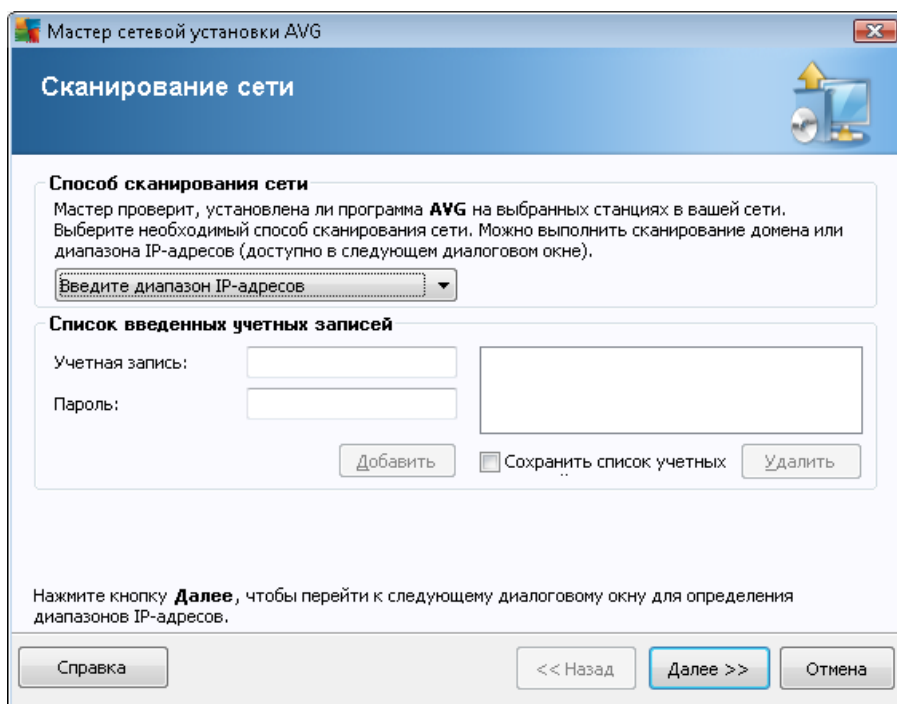 Мастер сетевой установки AVG
Сканирование сети
Способ сканирования сети
Мастер проверит, установлена ли программа AVG на выбранных станциях в вашей сети.
Выберите необходимый способ сканирования сети. Можно выполнить сканирование домена или
диапазона IP-адресов (доступно в следующем диалоговом окне).
Введите диапазон IP-адресов
Список введенных учетных записей
Учетная запись:
Пароль:
Добавить
Сохранить список учетных
Удалить
Нажмите кнопку Далее, чтобы перейти к следующему диалоговому окну для определения
диапазонов IP-адресов.
Справка
<< Назад
Далее >>
Отмена